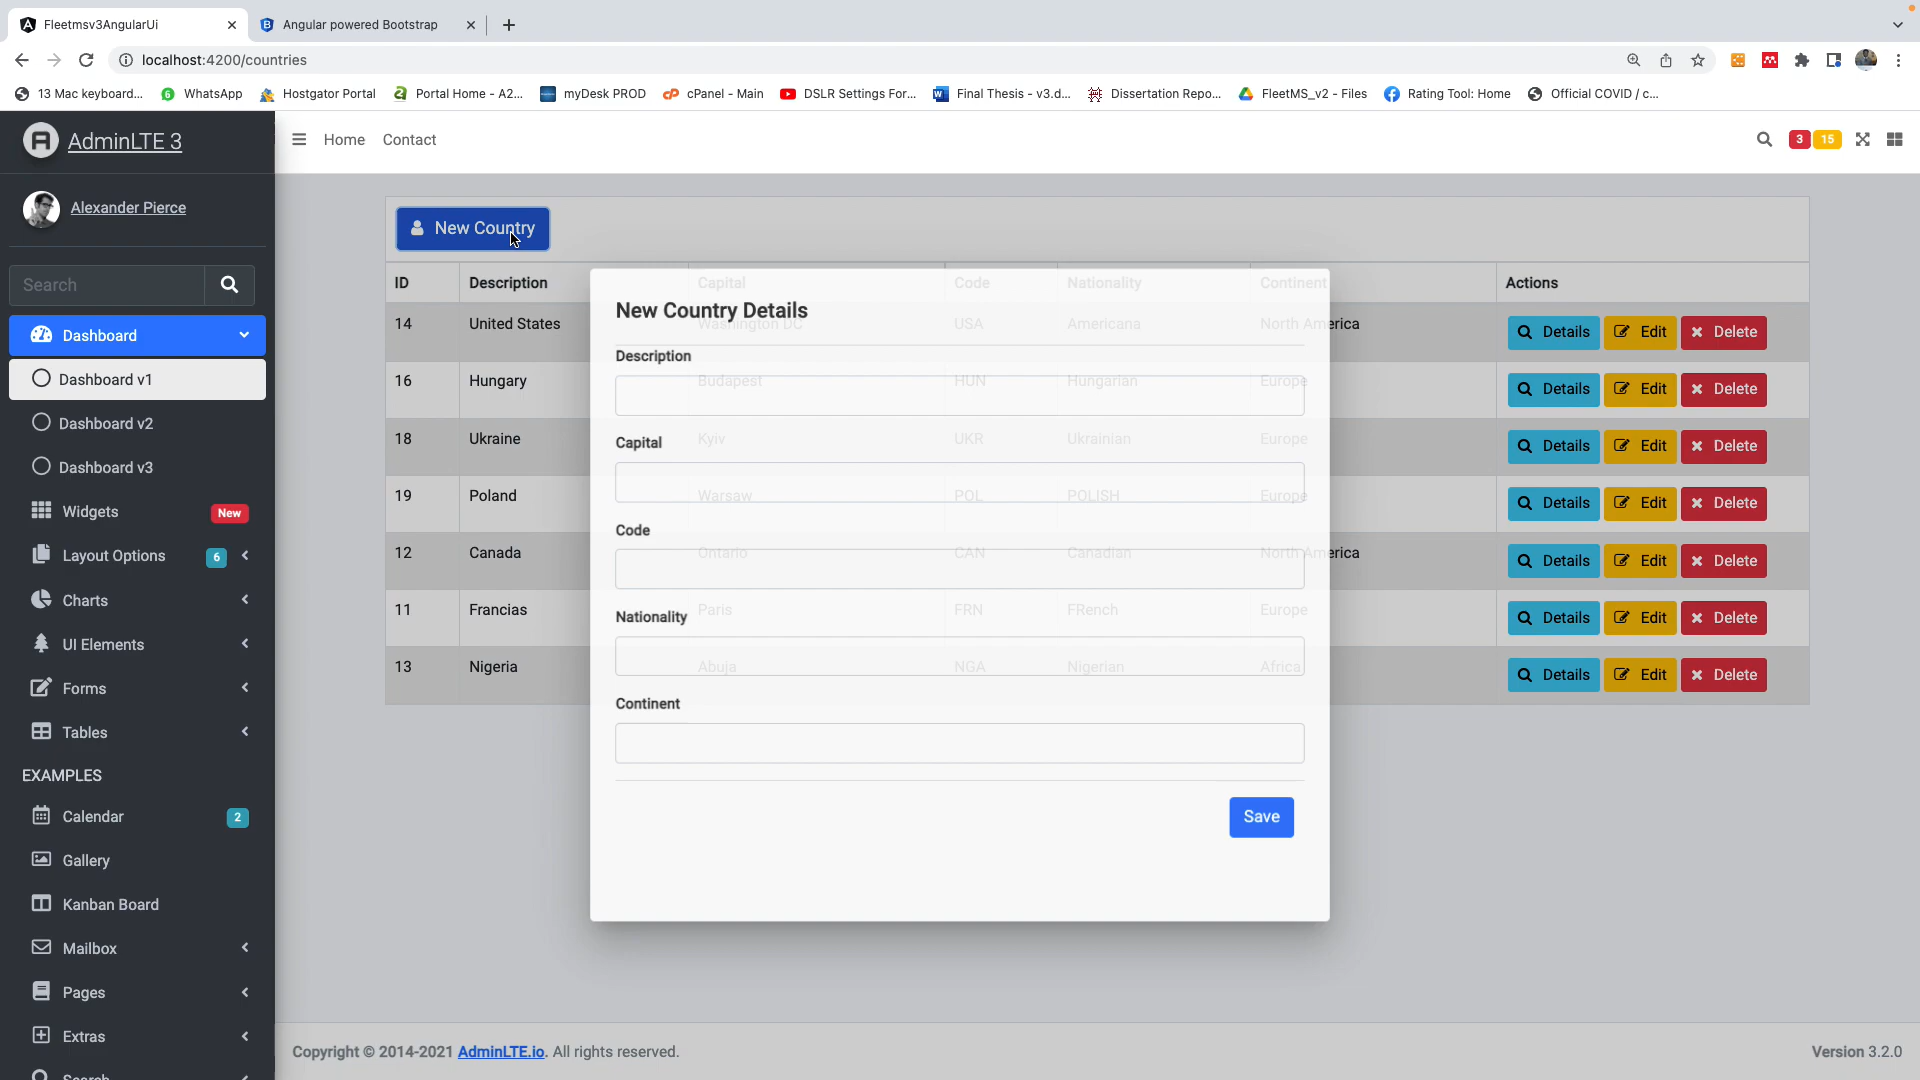 Fleetmsv3AngularUi
Angular powered Bootstrap
localhost:4200/countries
13 Mac keyboard...
WhatsApp
Hostgator Portal
Portal Home - A2...
myDesk PROD
cPanel - Main
DSLR Settings For...
Final Thesis - v3.d...
Dissertation Repo...
FleetMS_v2 - Files
Rating Tool: Home
Official COVID / c...
AdminLTE 3
Home Contact
3 15
Alexander Pierce
Search
Dashboard
Dashboard v1
Dashboard v2
Dashboard v3
Widgets New
Layout Options 6
Charts
UI Elements
Forms
Tables
EXAMPLES
Calendar 2
Gallery
Kanban Board
Mailbox
Pages
Extras
Search
New Country
ID Description Capital Code Nationality Continent Actions
14 United States Washington DC USA Americana North America Details Edit Delete
16 Hungary Budapest HUN Hungarian Europe Details Edit Delete
18 Ukraine Kyiv UKR Ukrainian Europe Details Edit Delete
19 Poland Warsaw POL POLISH Europe Details Edit Delete
12 Canada Ontario CAN Canadian North America Details Edit Delete
11 Francias Paris FRN FRench Europe Details Edit Delete
13 Nigeria Abuja NGA Nigerian Africa Details Edit Delete
New Country Details
Description
Capital
Code
Nationality
Continent
Save
Copyright © 2014-2021 AdminLTE.io. All rights reserved.
Version 3.2.0